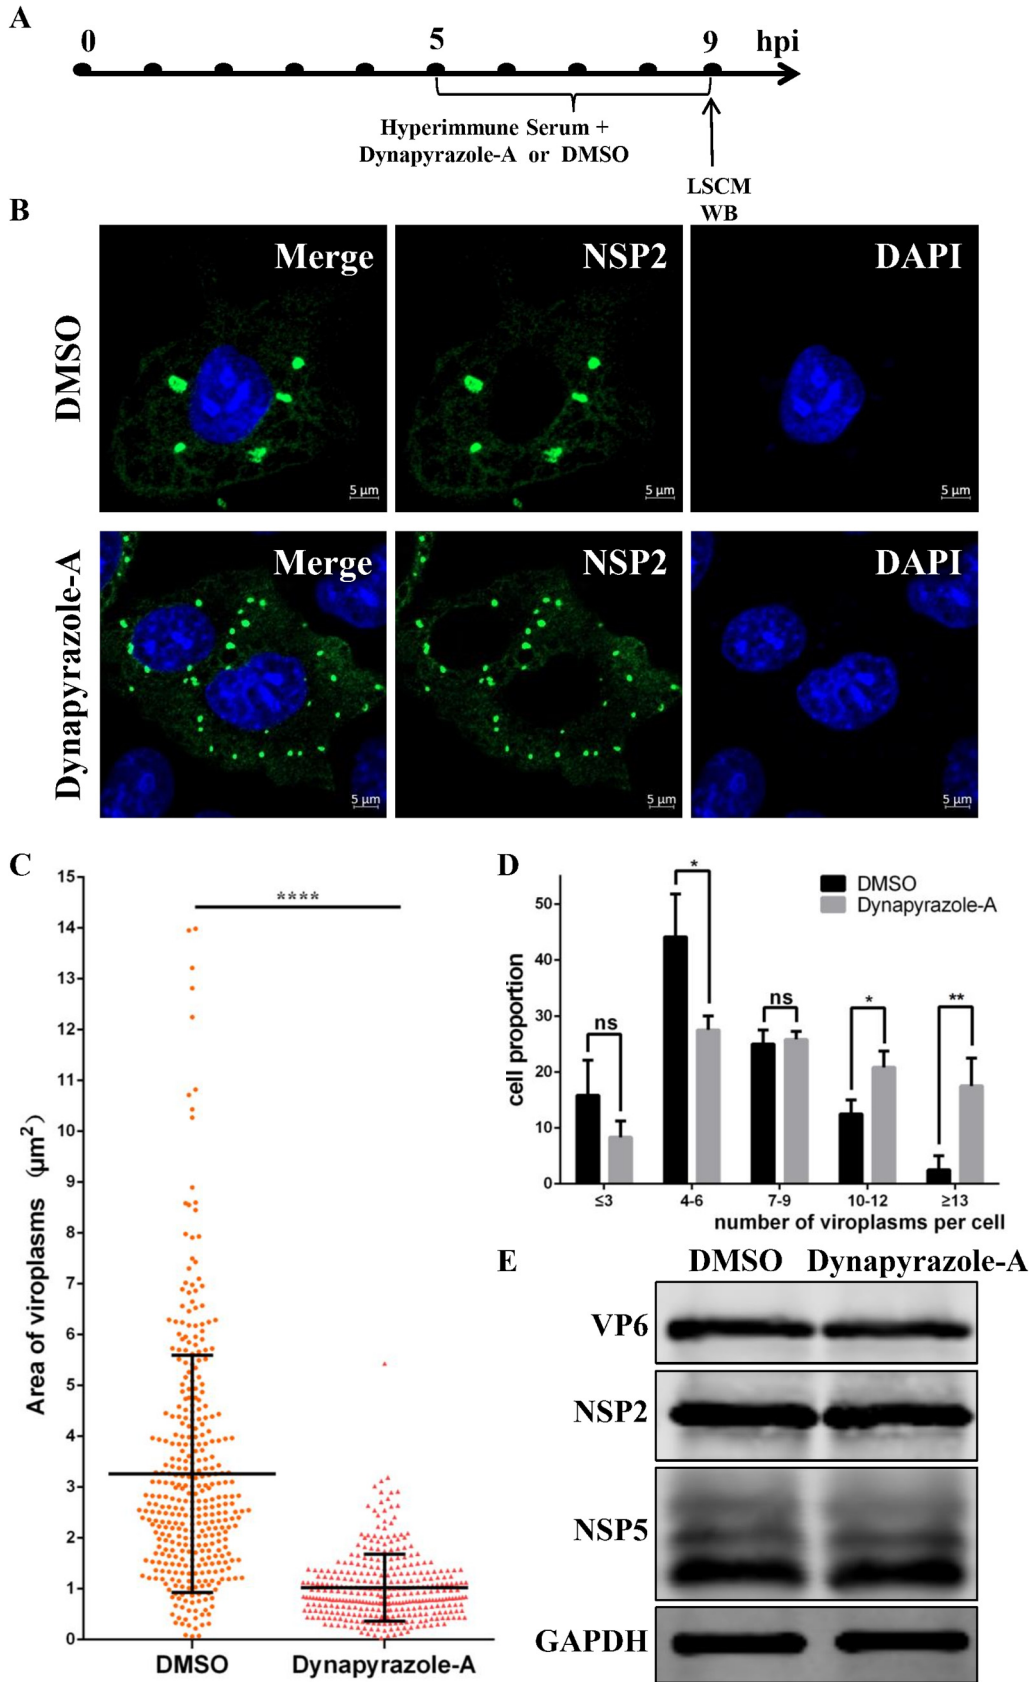 A
0 5 9 hpi
Hyperimmune Serum +
Dynapyrazole-A or DMSO
LSCM
WB
B
DMSO
Merge NSP2 DAPI
5 µm 5 µm 5 µm
Dynapyrazole-A
Merge NSP2 DAPI
5 µm 5 µm 5 µm
C
Area of viroplasms (µm²)
15
14
13
12
11
10
9
8
7
6
5
4
3
2
1
0
****
DMSO Dynapyrazole-A
D
cell proportion
50
40
30
20
10
0
ns * ns * **
DMSO
Dynapyrazole-A
≤3 4-6 7-9 10-12 ≥13
number of viroplasms per cell
E
DMSO Dynapyrazole-A
VP6
NSP2
NSP5
GAPDH